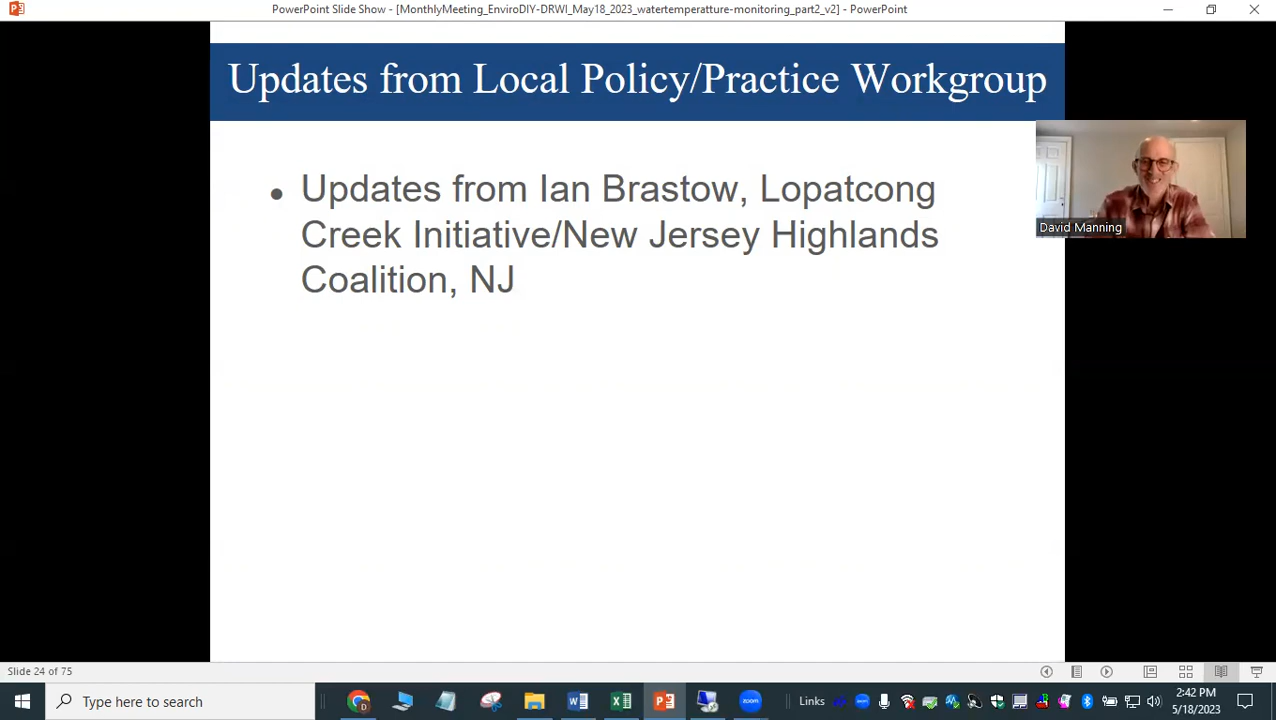 PowerPoint Slide Show - [MonthlyMeeting_EnviroDIY-DRWI_May18_2023_watertemperatture-monitoring_part2_v2] - PowerPoint
Updates from Local Policy/Practice Workgroup
• Updates from Ian Brastow, Lopatcong
Creek Initiative/New Jersey Highlands
Coalition, NJ
David Manning
Slide 24 of 75
Type here to search
Links
2:42 PM
5/18/2023